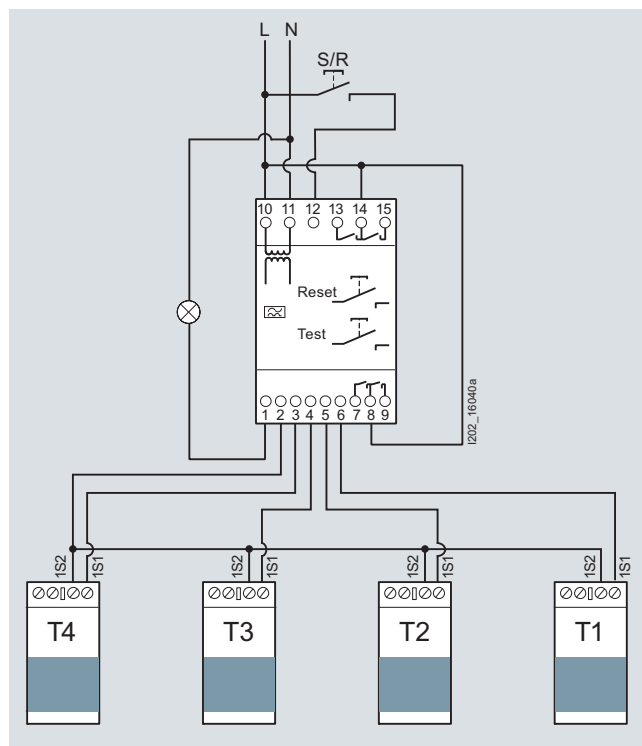 L N
S/R
10 11 12 13 14 15
Reset
Test
1 2 3 4 5 6 7 8 9
I202_16040a
1S2 1S1 1S2 1S1 1S2 1S1 1S2 1S1
T4 T3 T2 T1